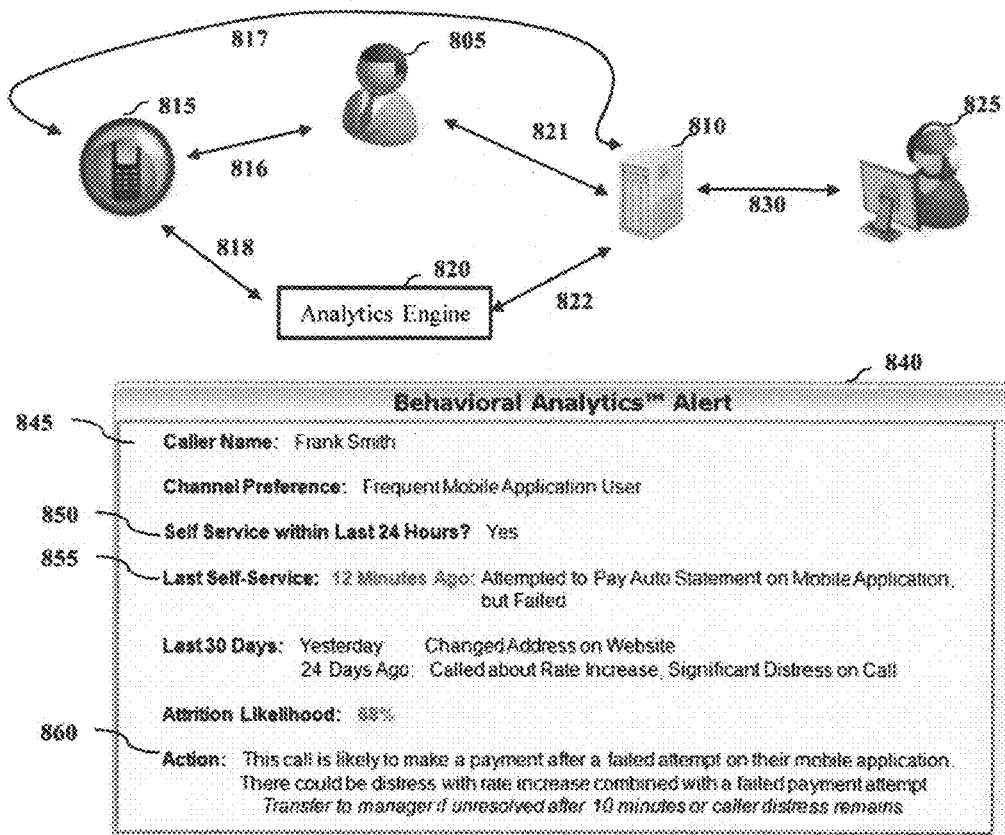 817
805
815
821
810
825
816
830
818
820
822
Analytics Engine
840
Behavioral Analytics™ Alert
845
Caller Name: Frank Smith
Channel Preference: Frequent Mobile Application User
850
Self Service within Last 24 Hours? Yes
855
Last Self-Service: 12 Minutes Ago: Attempted to Pay Auto Statement on Mobile Application,
but Failed
Last 30 Days: Yesterday Changed Address on Website
24 Days Ago: Called about Rate Increase, Significant Distress on Call
Attrition Likelihood: 88%
860
Action: This call is likely to make a payment after a failed attempt on their mobile application.
There could be distress with rate increase combined with a failed payment attempt
Transfer to manager if unresolved after 10 minutes or caller distress remains